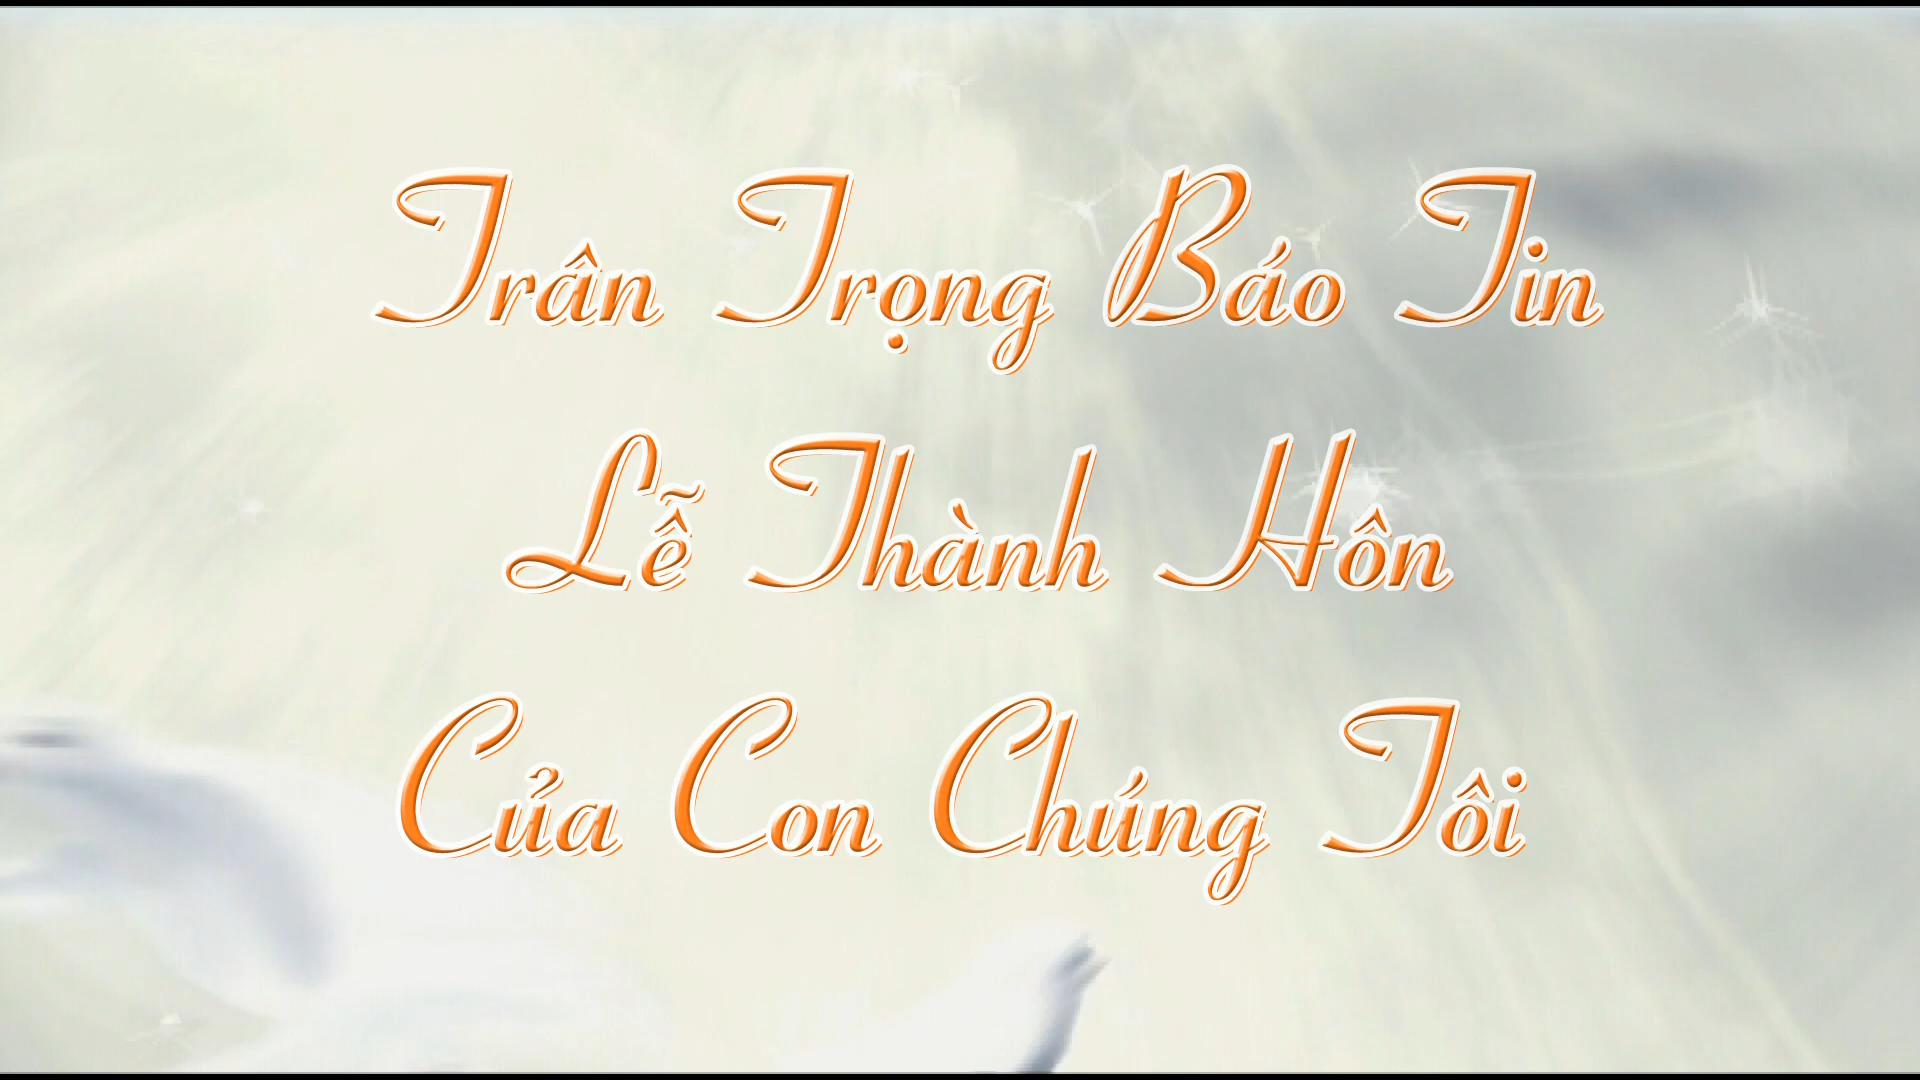 Trân Trọng Báo Tin
Lễ Thành Hôn
Của Con Chúng Tôi